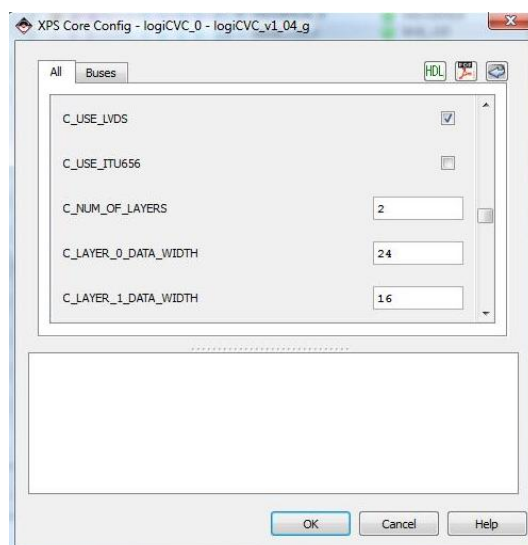 XPS Core Config - logiCVC_0 - logiCVC_v1_04_g
All Buses HDL PDF
C_USE_LVDS
C_USE_ITU656
C_NUM_OF_LAYERS 2
C_LAYER_0_DATA_WIDTH 24
C_LAYER_1_DATA_WIDTH 16
OK Cancel Help